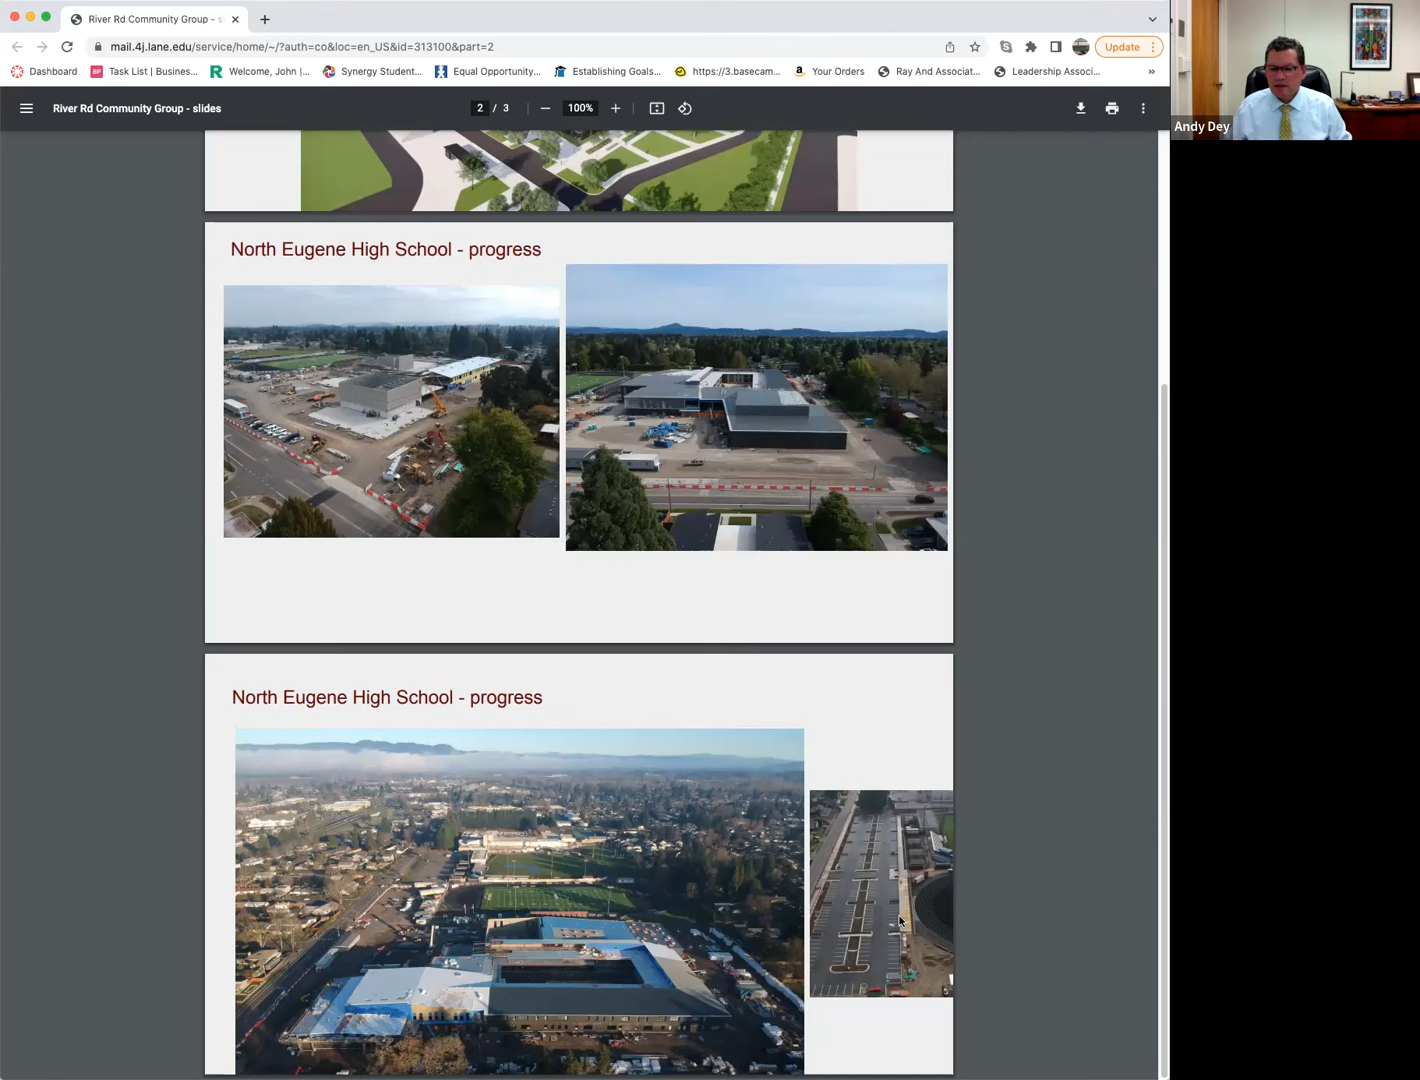 River Rd Community Group - s
mail.4j.lane.edu/service/home/~/?auth=co&loc=en_US&id=313100&part=2
Update
Dashboard
BP Task List | Busines...
R Welcome, John |...
Synergy Student...
Equal Opportunity...
Establishing Goals...
https://3.basecam...
a Your Orders
Ray And Associat...
Leadership Associ...
»
River Rd Community Group - slides
2 / 3
100%
Andy Dey
North Eugene High School - progress
North Eugene High School - progress